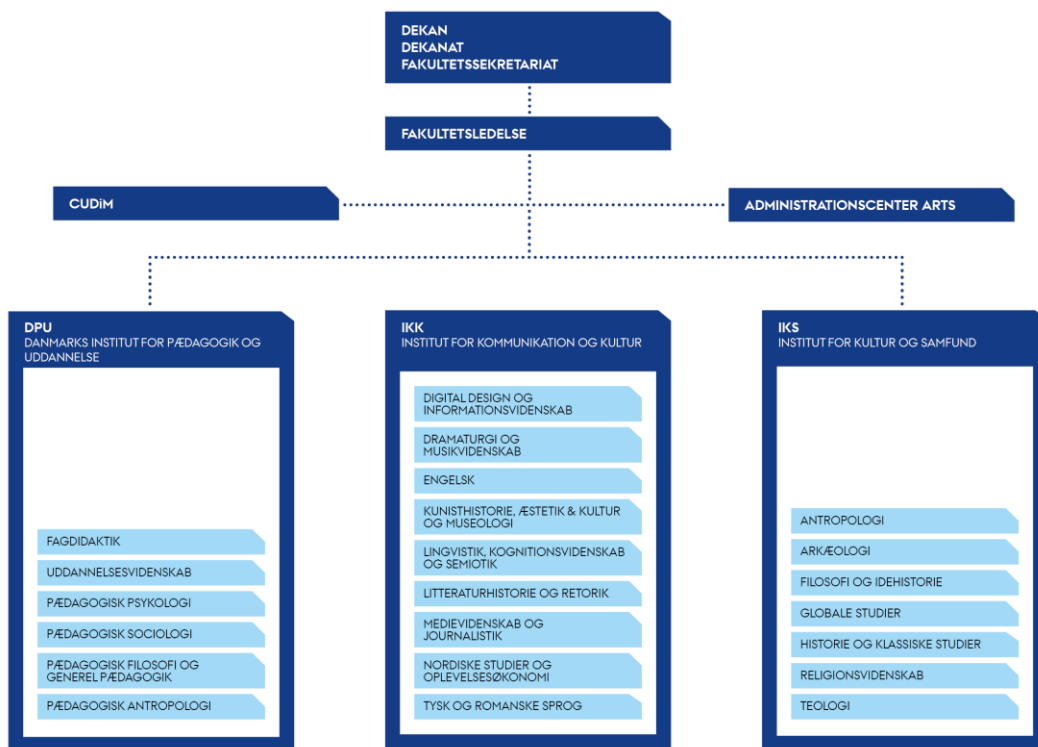 DEKAN
DEKANAT
FAKULTETSSEKRETARIAT
FAKULTETSLEDELSE
CUDiM
ADMINISTRATIONSCENTER ARTS
DPU
DANMARKS INSTITUT FOR PÆDAGOGIK OG
UDDANNELSE
FAGDIDAKTIK
UDDANNELSESVIDENSKAB
PÆDAGOGISK PSYKOLOGI
PÆDAGOGISK SOCIOLOGI
PÆDAGOGISK FILOSOFI OG
GENEREL PÆDAGOGIK
PÆDAGOGISK ANTROPOLOGI
IKK
INSTITUT FOR KOMMUNIKATION OG KULTUR
DIGITAL DESIGN OG
INFORMATIONSVIDENSKAB
DRAMATURGI OG
MUSIKVIDENSKAB
ENGELSK
KUNISTHISTORIE, ÆSTETIK & KULTUR
OG MUSEOLOGI
LINGVISTIK, KOGNITIONSVIDENSKAB
OG SEMIOTIK
LITTERATURHISTORIE OG RETORIK
MEDIEVIDENSKAB OG
JOURNALISTIK
NORDISKE STUDIER OG
OPLEVELSESØKONOMI
TYSK OG ROMANSKE SPROG
IKS
INSTITUT FOR KULTUR OG SAMFUND
ANTROPOLOGI
ARKÆOLOGI
FILOSOFI OG IDEHISTORIE
GLOBALE STUDIER
HISTORIE OG KLASSISKE STUDIER
RELIGIONSVIDENSKAB
TEOLOGI